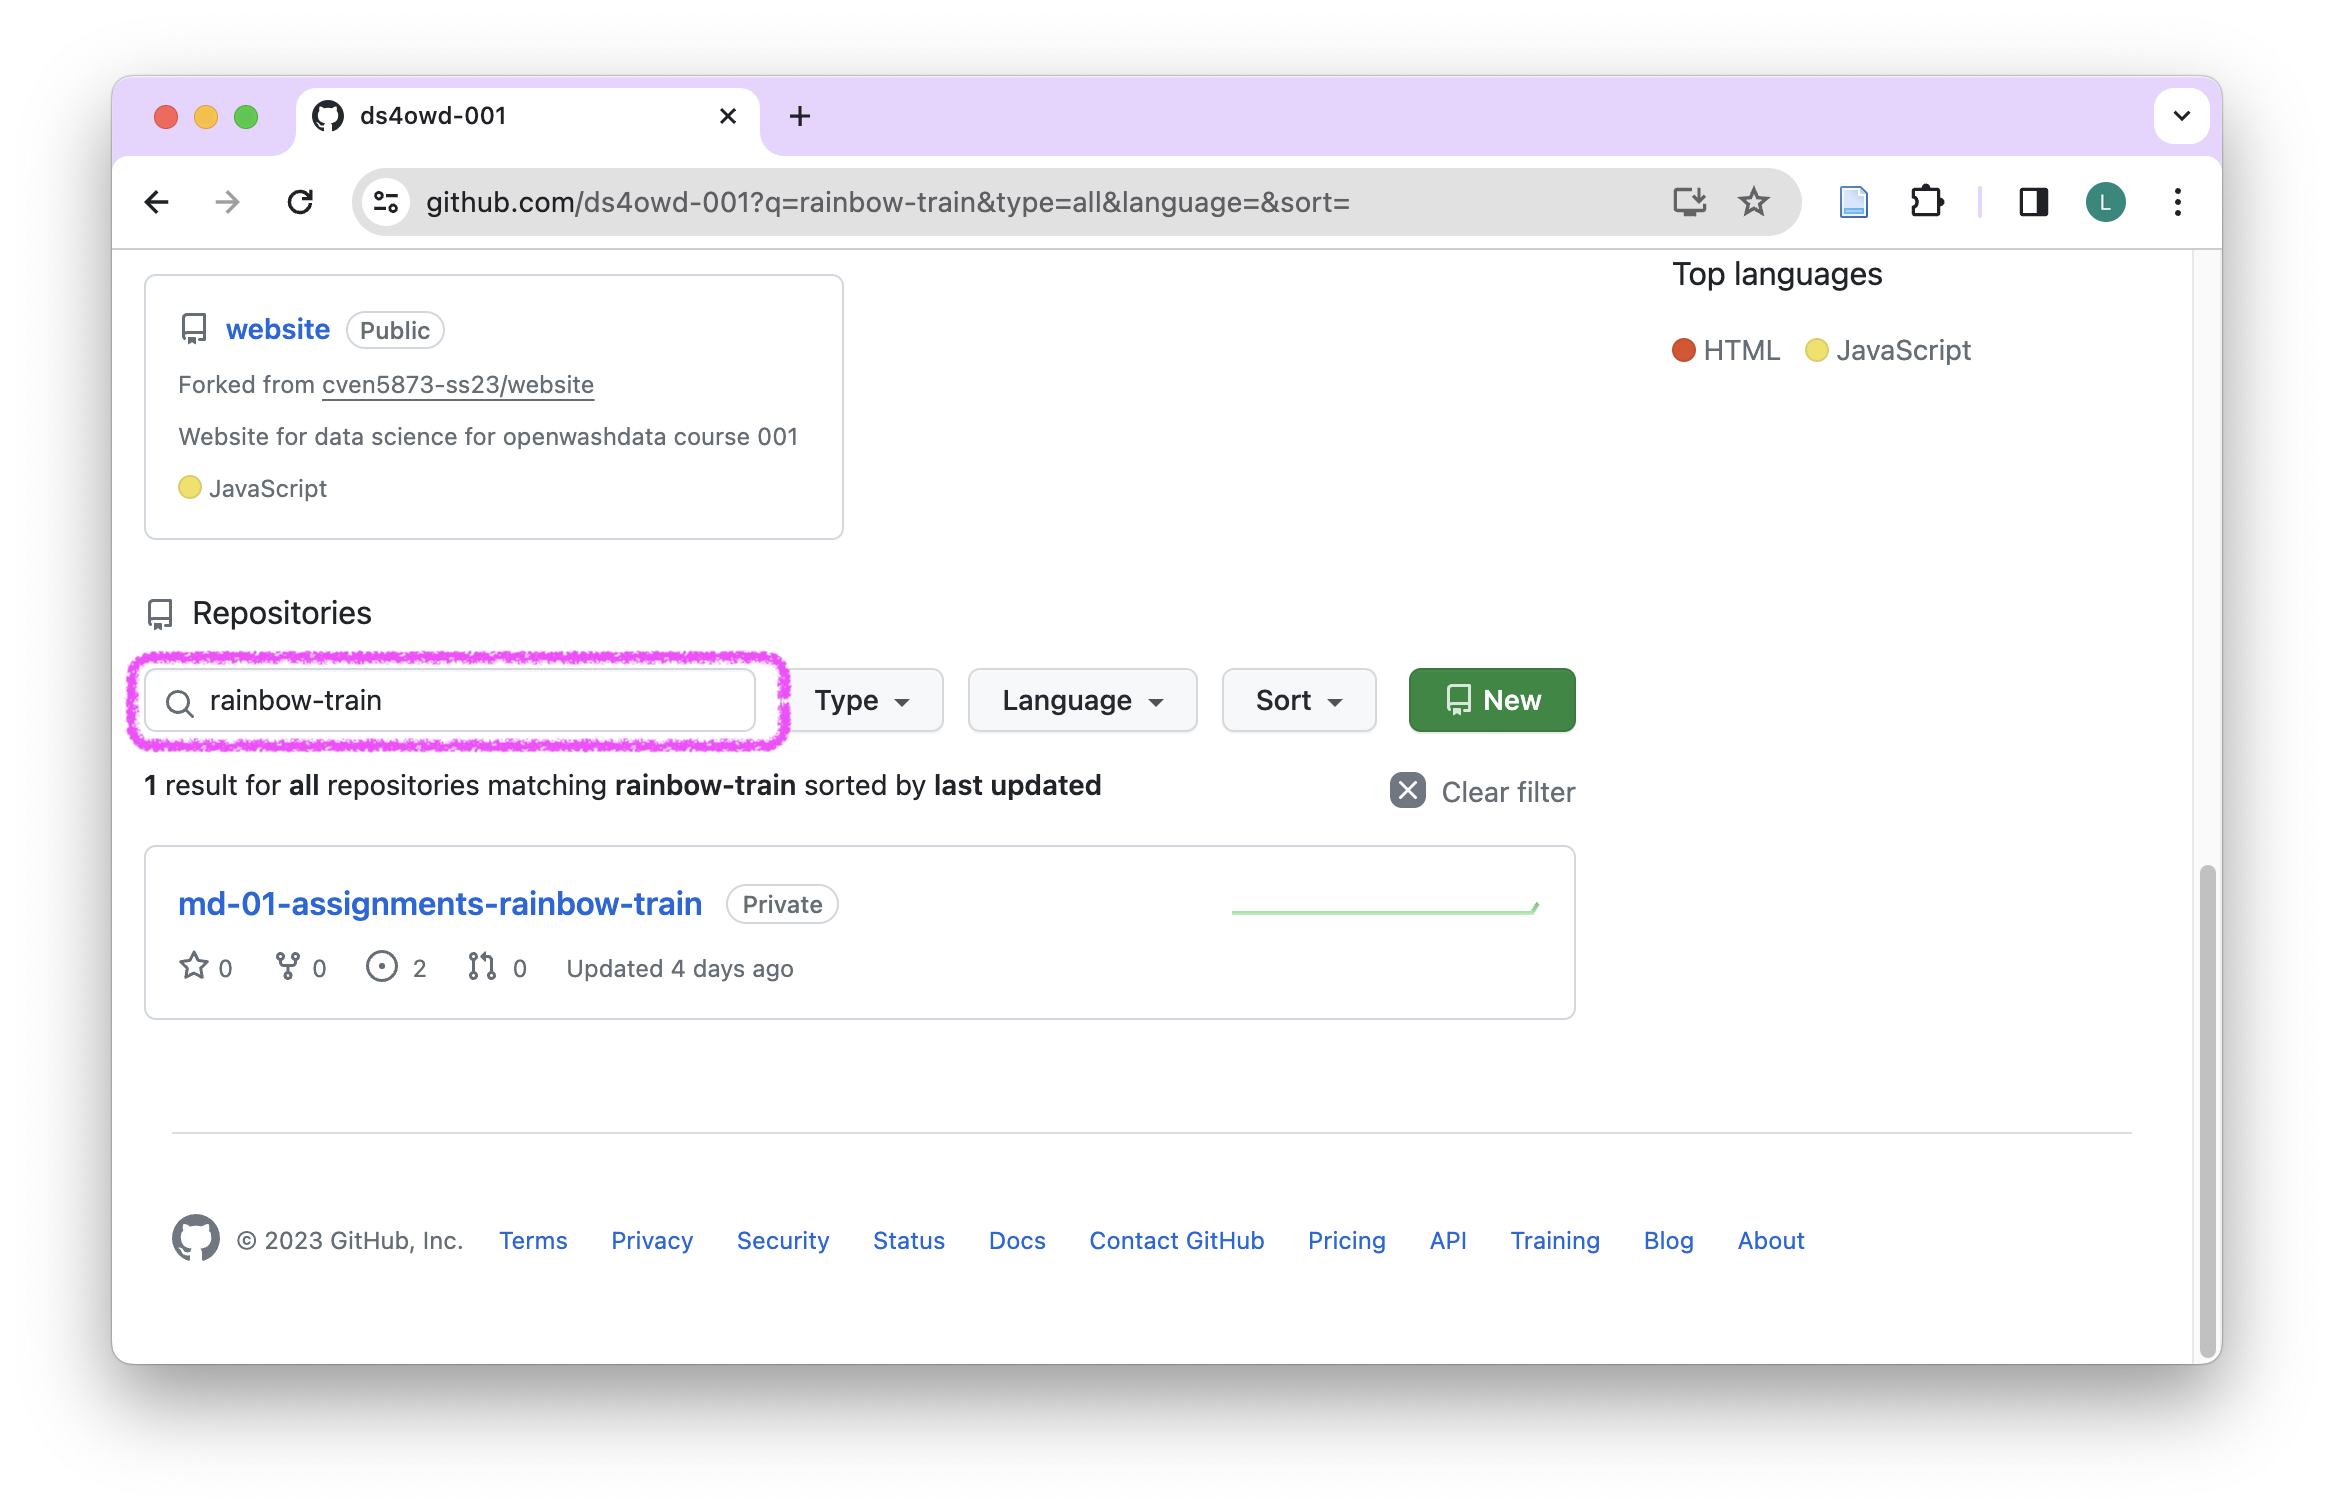 ds4owd-001
github.com/ds4owd-001?q=rainbow-train&type=all&language=&sort=
L
website Public
Forked from cven5873-ss23/website
Website for data science for openwashdata course 001
JavaScript
Top languages
HTML JavaScript
Repositories
rainbow-train Type Language Sort New
1 result for all repositories matching rainbow-train sorted by last updated Clear filter
md-01-assignments-rainbow-train Private
0 0 2 0 Updated 4 days ago
© 2023 GitHub, Inc. Terms Privacy Security Status Docs Contact GitHub Pricing API Training Blog About